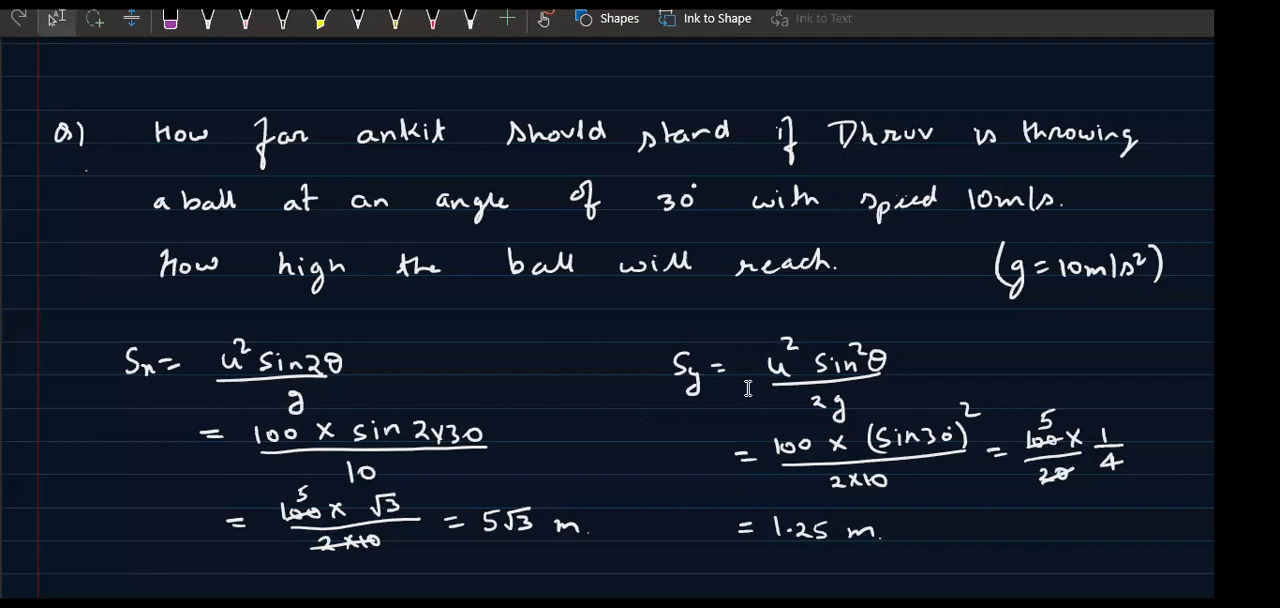 Shapes Ink to Shape Ink to Text
Q1) How far ankit should stand if Dhruv is throwing
a ball at an angle of 30° with speed 10m/s.
How high the ball will reach. (g = 10m/s²)
Sx = u² sin2θ / g
= 100 × sin 2×30 / 10
= 100 5 × √3 / 2×10 = 5√3 m.
Sy = u² sin²θ / 2g
= 100 × (sin30°)² / 2×10 = 100 5 / 20 × 1/4
= 1.25 m.